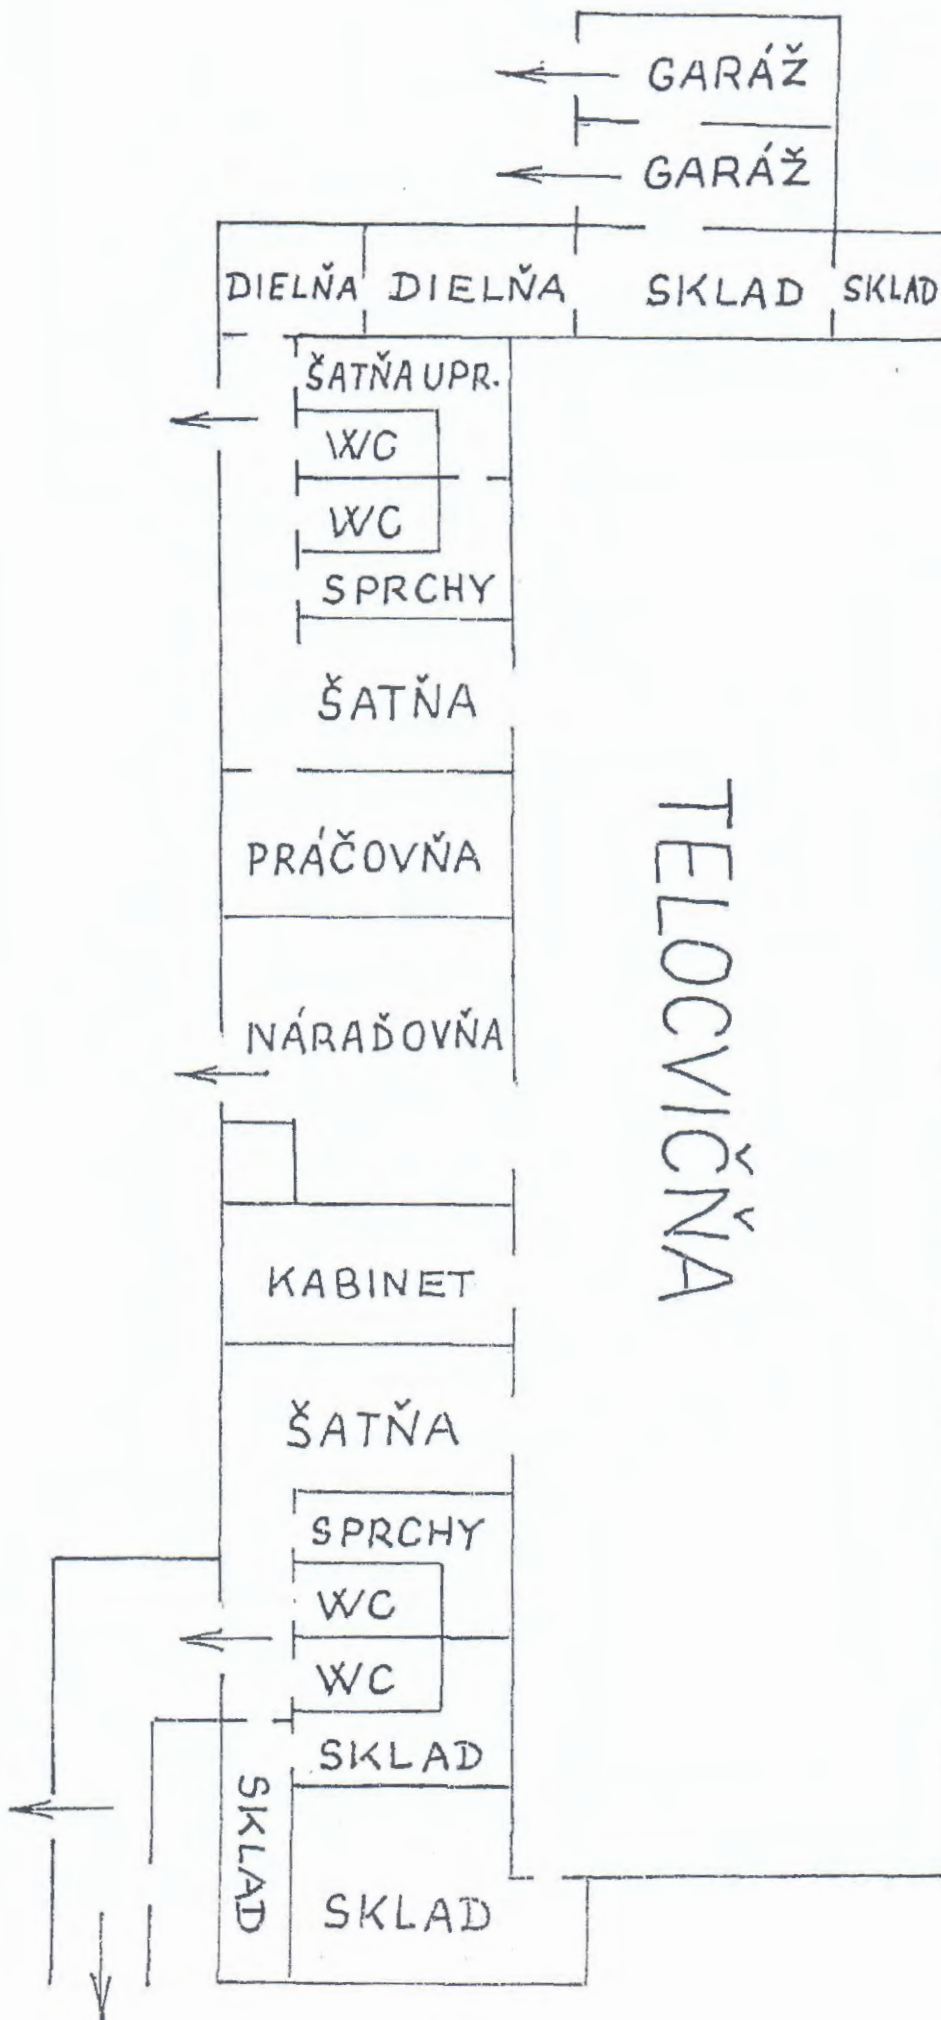 GARÁŽ
GARÁŽ
DIELŇA DIELŇA SKLAD SKLAD
ŠATŇA UPR.
WC
WC
SPRCHY
ŠATŇA
PRÁČOVŇA
NÁRAĎOVŇA
TELOCVIČŇA
KABINET
ŠATŇA
SPRCHY
WC
WC
SKLAD
SKLAD
SKLAD